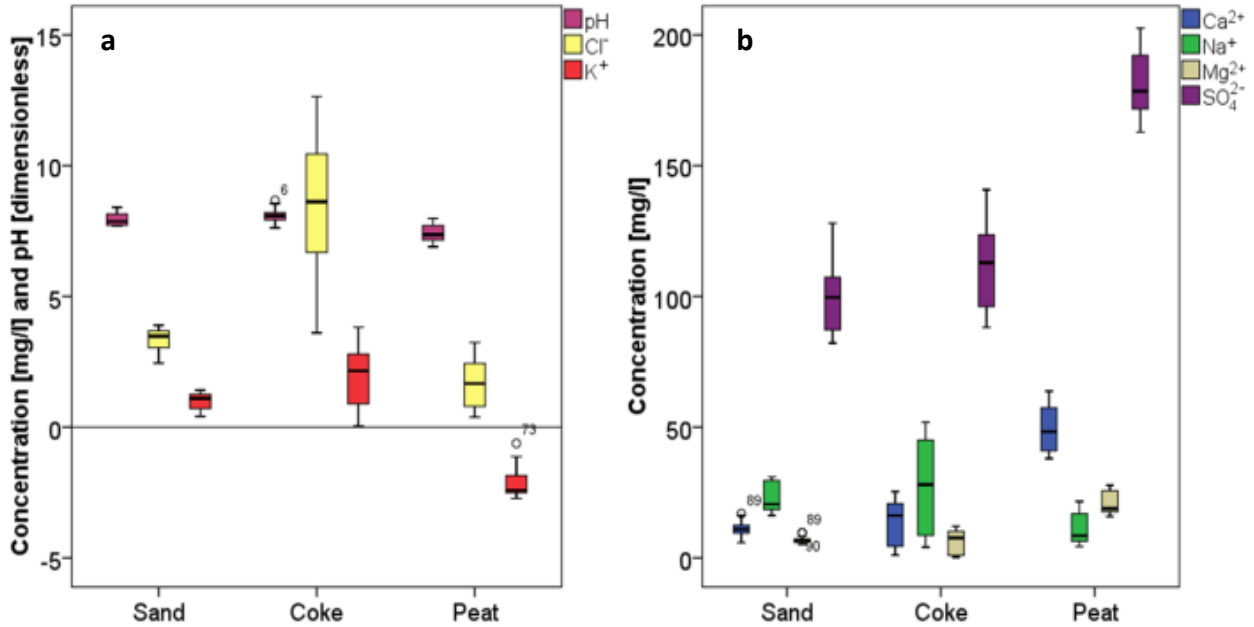 a
pH
Cl⁻
K⁺
Concentration [mg/l] and pH [dimensionless]
15
10
5
0
-5
6
73
Sand Coke Peat
b
Ca²⁺
Na⁺
Mg²⁺
SO₄²⁻
Concentration [mg/l]
200
150
100
50
0
89
89
90
Sand Coke Peat